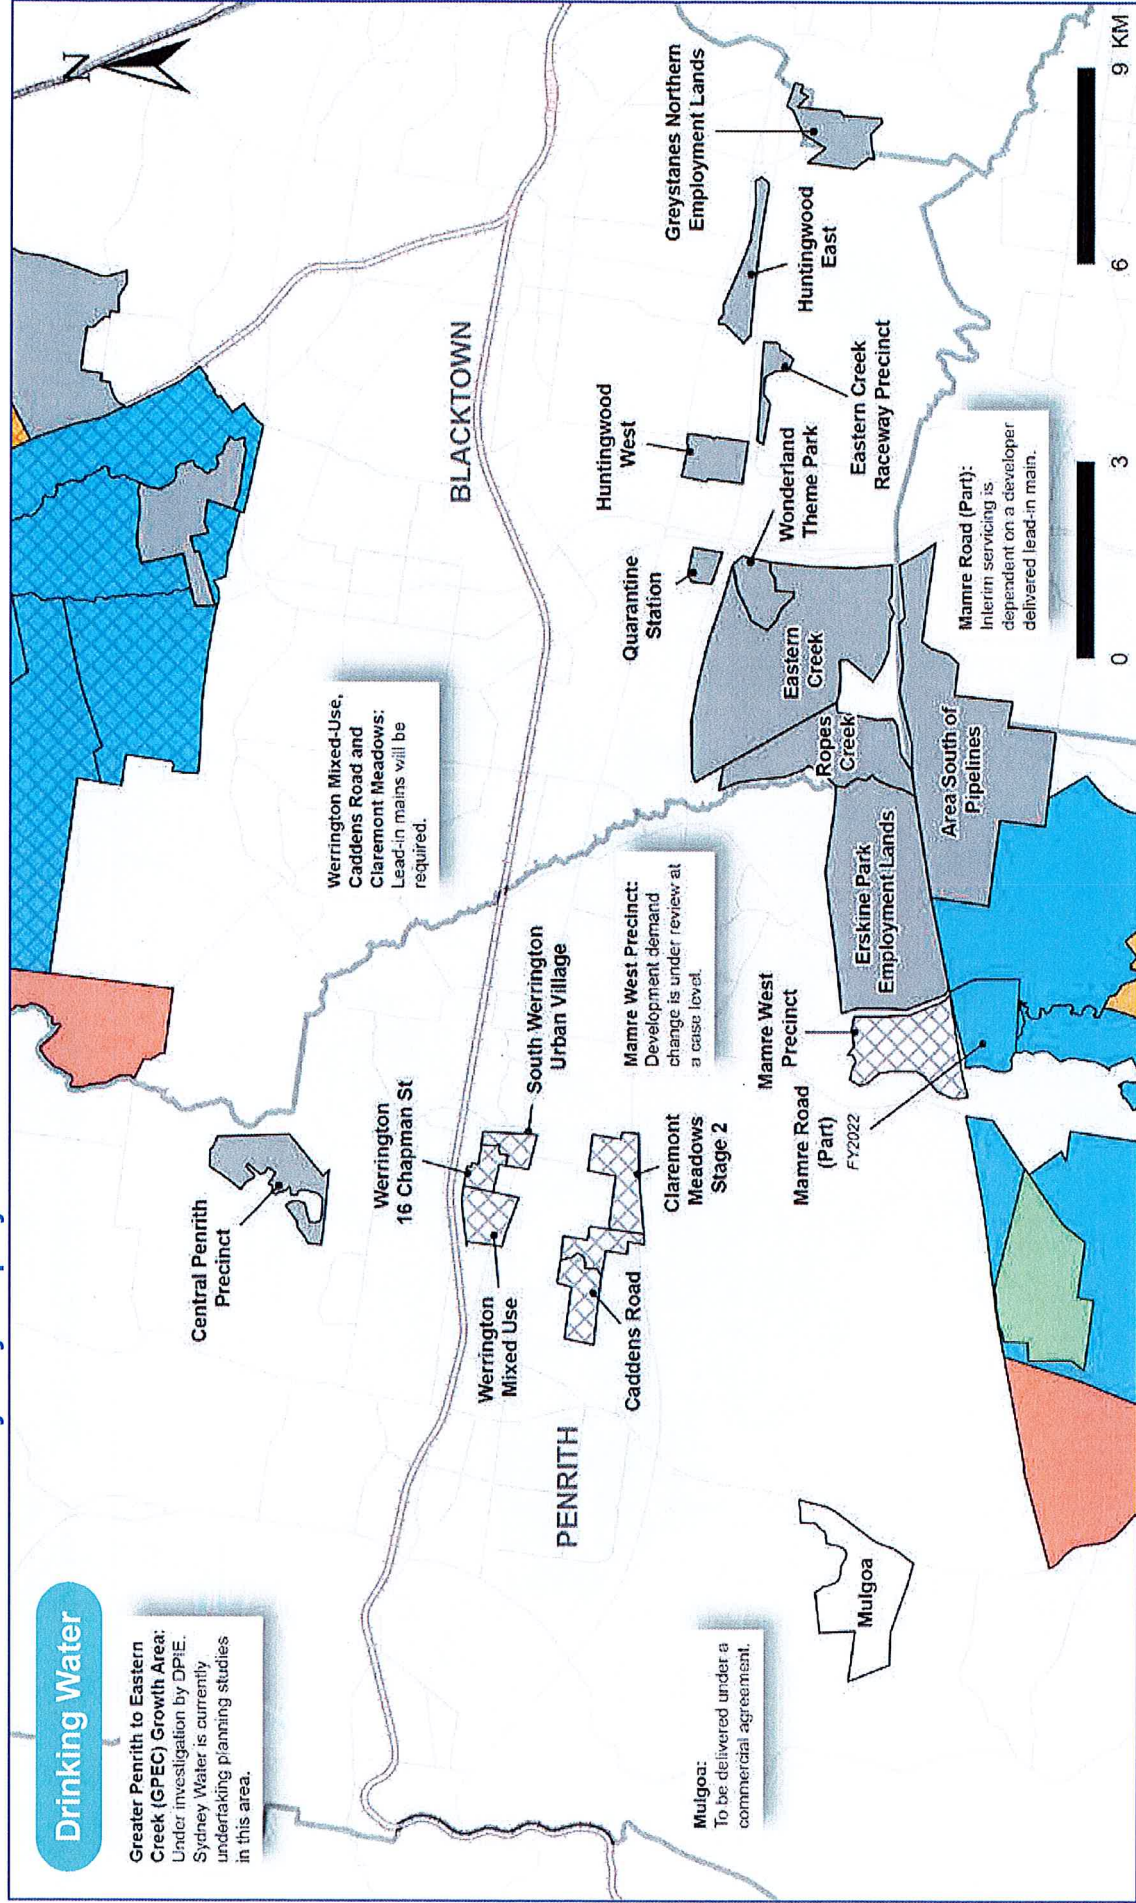 Drinking Water
Greater Penrith to Eastern
Creek (GPEC) Growth Area:
Under investigation by DPIE.
Sydney Water is currently
undertaking planning studies
in this area.
N
Central Penrith
Precinct
Werrington Mixed-Use,
Caddens Road and
Claremont Meadows:
Lead-in mains will be
required.
BLACKTOWN
Werrington
16 Chapman St
South Werrington
Urban Village
Werrington
Mixed Use
PENRITH
Caddens Road
Claremont
Meadows
Stage 2
Mamre West Precinct:
Development demand
change is under review at
a case level.
Quarantine
Station
Huntingwood
West
Greystanes Northern
Employment Lands
Huntingwood
East
Eastern Creek
Raceway Precinct
Wonderland
Theme Park
Eastern
Creek
Ropes
Creek
Erskine Park
Employment Lands
Area South of
Pipelines
Mamre West
Precinct
Mamre Road
(Part)
FY2022
Mulgoa:
To be delivered under a
commercial agreement.
Mulgoa
Mamre Road (Part):
Interim servicing is
dependent on a developer
delivered lead-in main.
0 3 6 9 KM